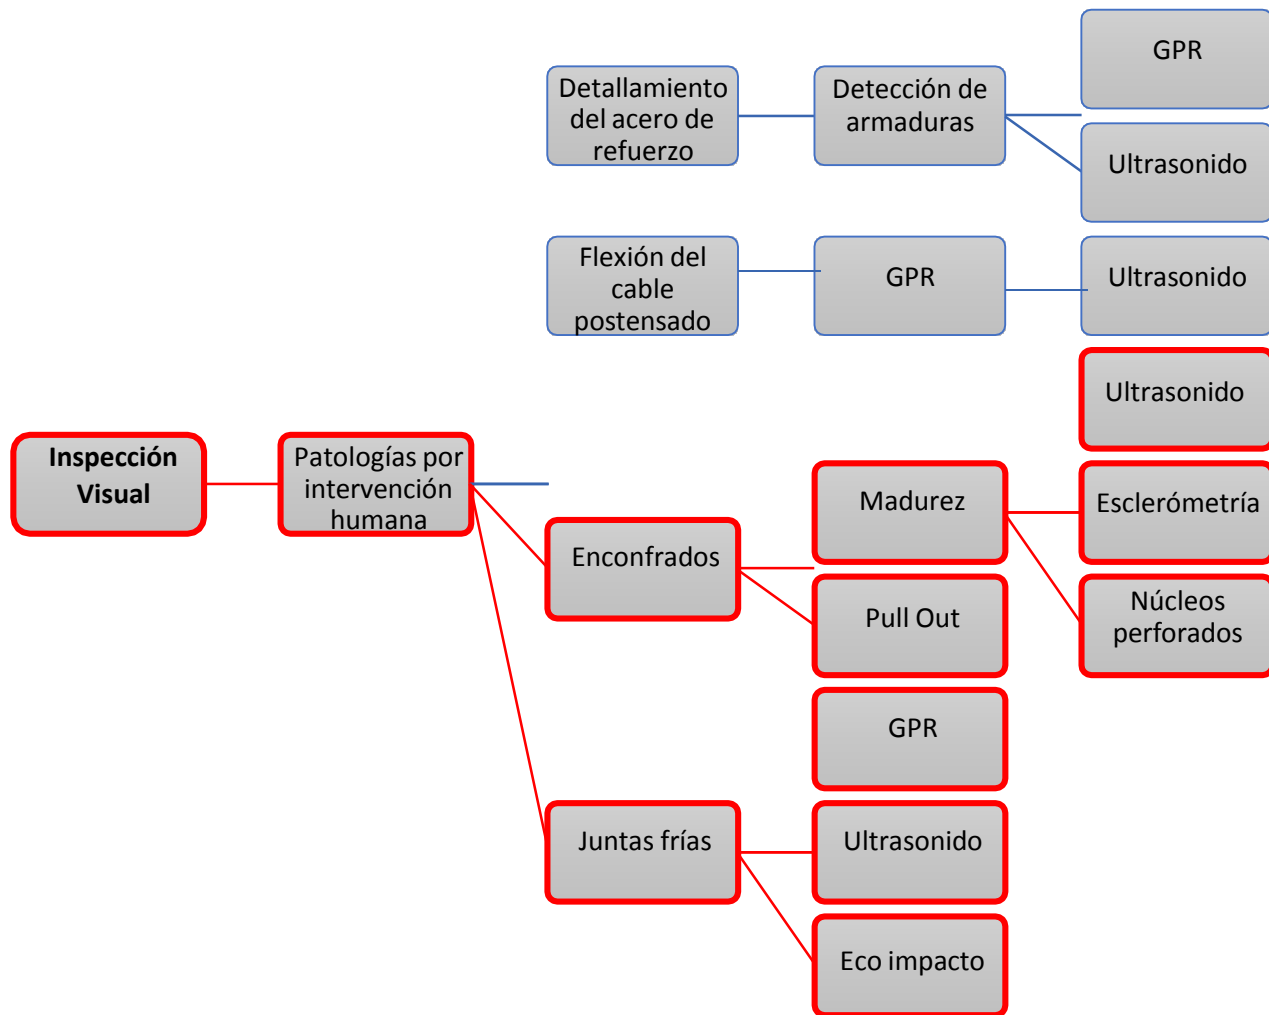 GPR
Detallamiento
del acero de
refuerzo
Detección de
armaduras
Ultrasonido
Flexión del
cable
postensado
GPR
Ultrasonido
Ultrasonido
Inspección
Visual
Patologías por
intervención
humana
Madurez
Esclerómétría
Enconfrados
Pull Out
Núcleos
perforados
GPR
Juntas frías
Ultrasonido
Eco impacto